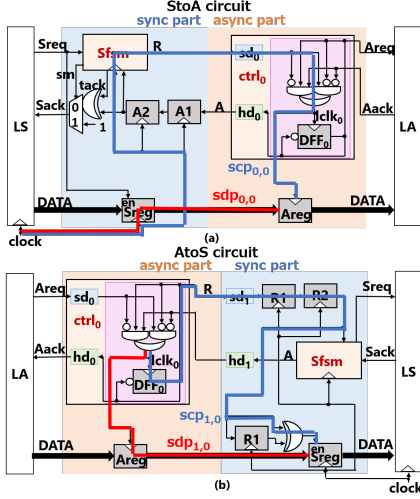 StoA circuit
sync part async part
Sreq
Sfsm
R
sd0
Areq
sm
tack
ctrl0
Sack
0
1
1
A2
A1
A
hd0
lclk0
DFF0
Aack
LS
LA
scp0,0
DATA
en
Sreg
sdp0,0
Areg
DATA
clock
(a)
AtoS circuit
async part sync part
Areq
sd0
R
sd1
R1
R2
Sreq
ctrl0
Aack
hd0
lclk0
DFF0
hd1
A
Sfsm
Sack
LA
LS
scp1,0
R1
DATA
Areg
sdp1,0
en
Sreg
DATA
(b)
clock